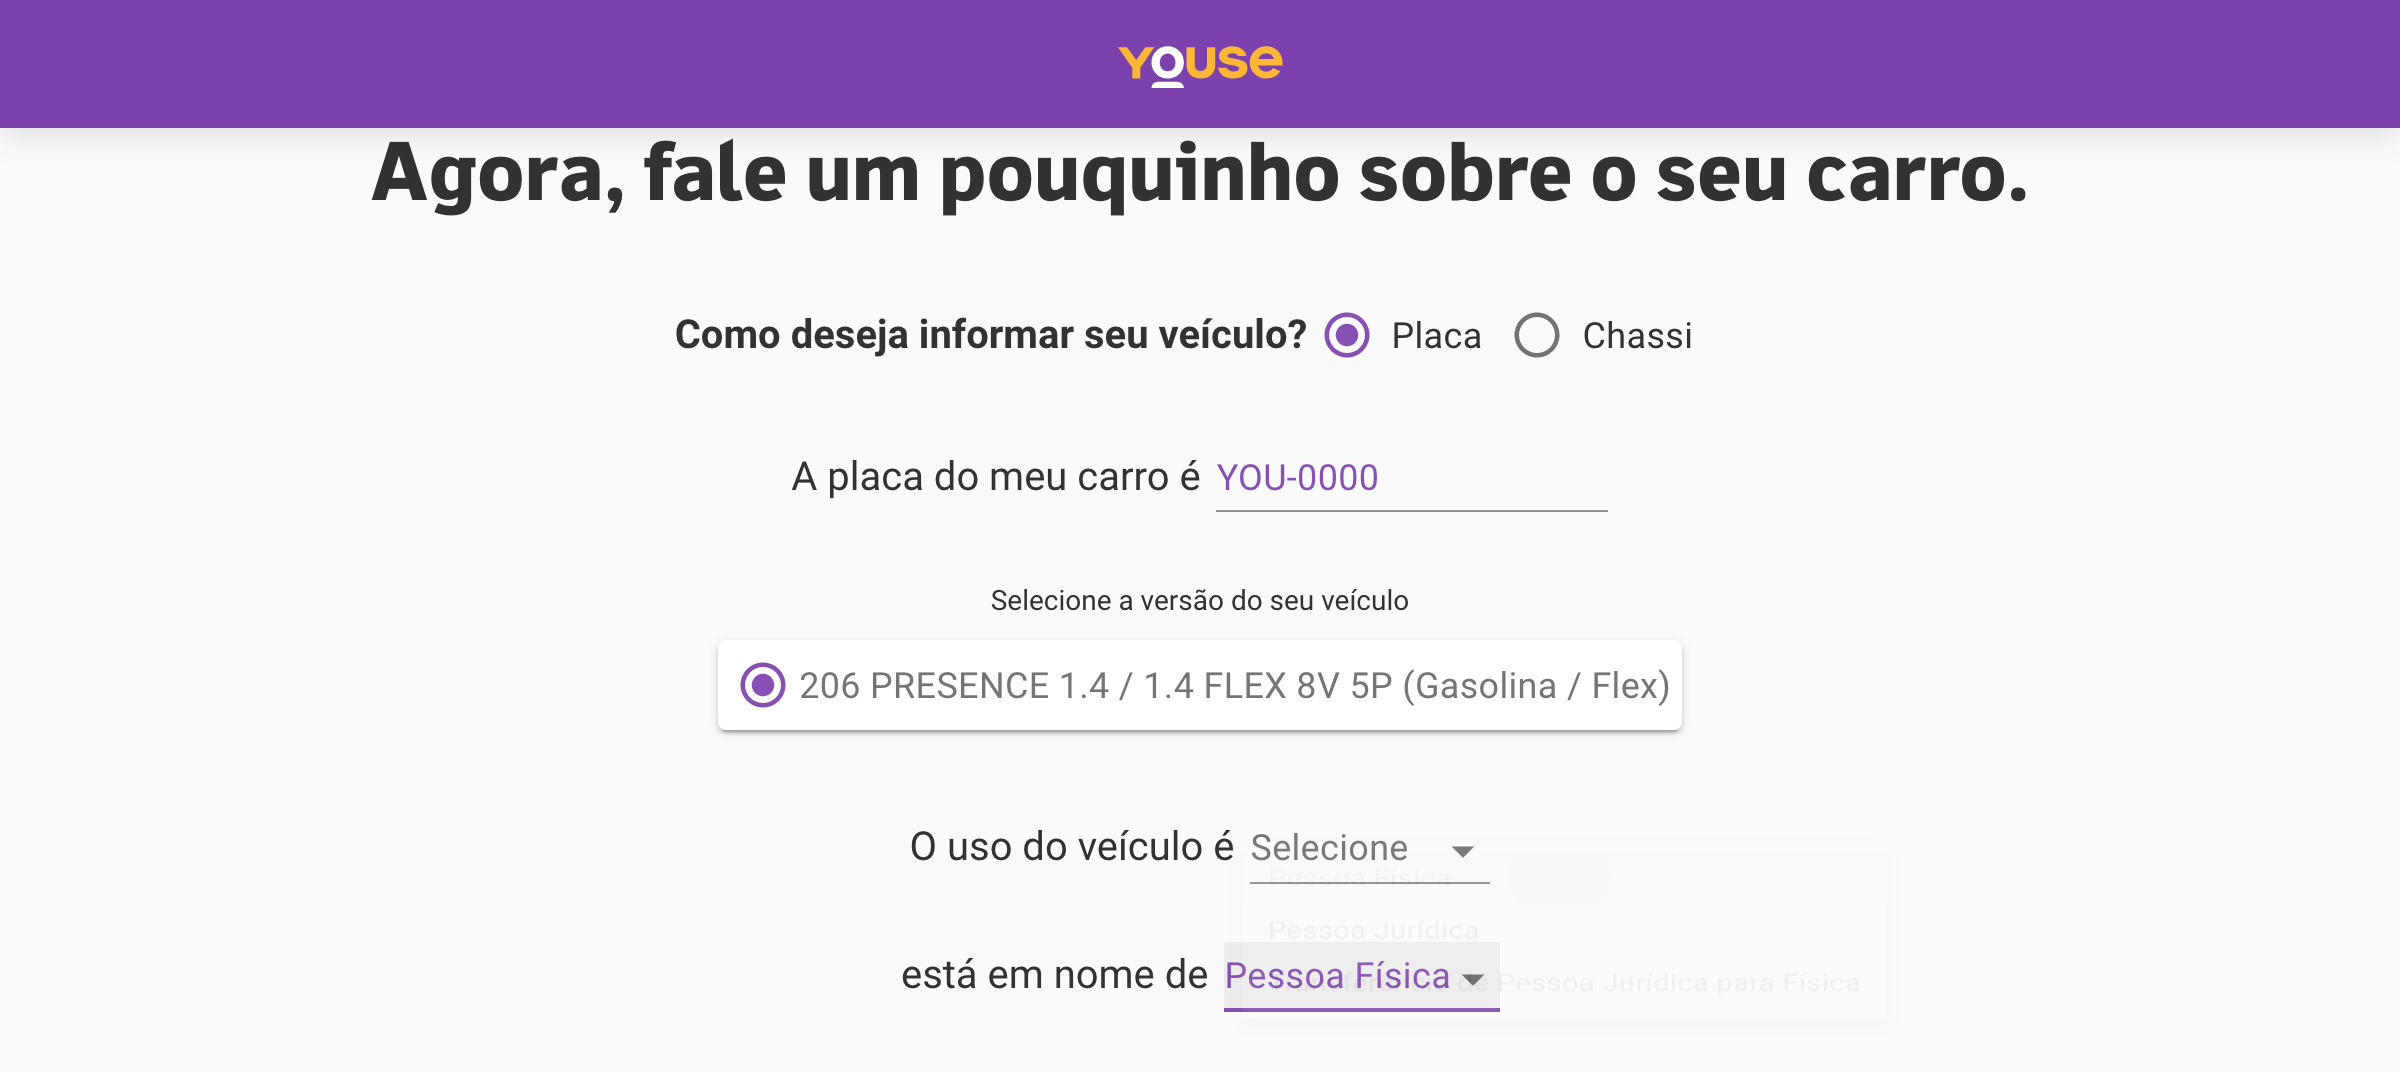 YOUSE
Agora, fale um pouquinho sobre o seu carro.
Como deseja informar seu veículo? Placa Chassi
A placa do meu carro é YOU-0000
Selecione a versão do seu veículo
206 PRESENCE 1.4 / 1.4 FLEX 8V 5P (Gasolina / Flex)
O uso do veículo é Selecione
Pessoa Física
Pessoa Jurídica
está em nome de Pessoa Física
de Pessoa Jurídica para Física